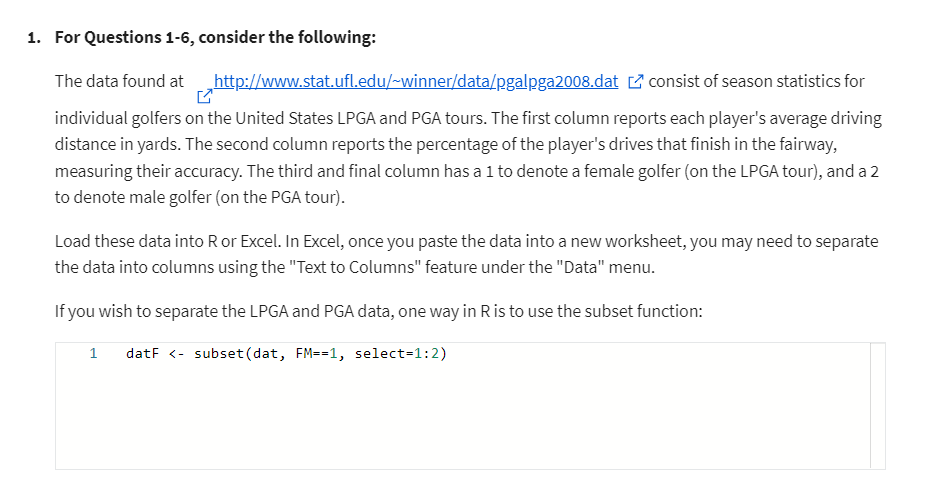 1. For Questions 1-6, consider the following:
The data found at http://www.stat.ufl.edu/~winner/data/pgalpga2008.dat consist of season statistics for
individual golfers on the United States LPGA and PGA tours. The first column reports each player's average driving
distance in yards. The second column reports the percentage of the player's drives that finish in the fairway,
measuring their accuracy. The third and final column has a 1 to denote a female golfer (on the LPGA tour), and a 2
to denote male golfer (on the PGA tour).
Load these data into R or Excel. In Excel, once you paste the data into a new worksheet, you may need to separate
the data into columns using the "Text to Columns" feature under the "Data" menu.
If you wish to separate the LPGA and PGA data, one way in R is to use the subset function:
1 datF <- subset(dat, FM==1, select=1:2)